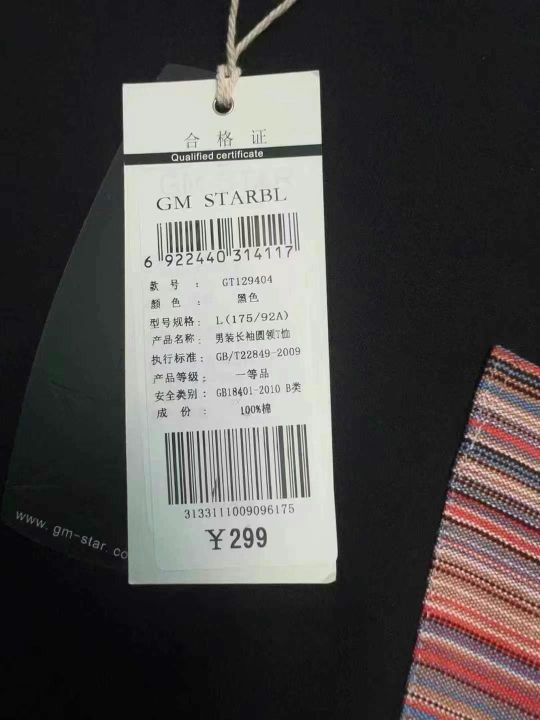 合格证
Qualified certificate
GM STARBL
6 922440 314117
款号： GT129404
颜色： 黑色
型号规格： L(175/92A)
产品名称： 男装长袖圆领T恤
执行标准： GB/T22849-2009
产品等级： 一等品
安全类别： GB18401-2010 B类
成份： 100%棉
3133111009096175
￥299
www.gm-star.co